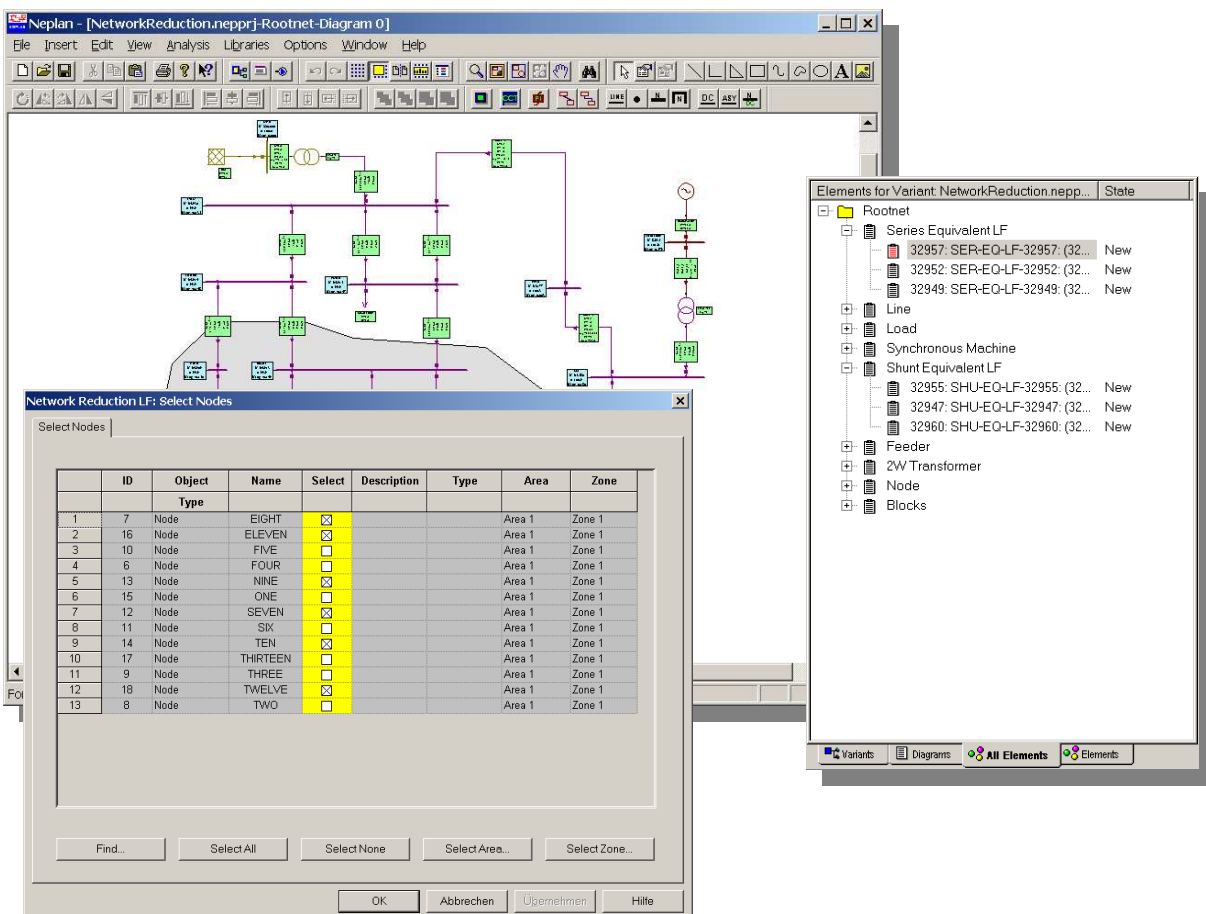 Neplan - [NetworkReduction.nepprj-Rootnet-Diagram 0]
File Insert Edit View Analysis Libraries Options Window Help
LINE N N DC ASY N DC
Elements for Variant: NetworkReduction.nepp... State
Rootnet
Series Equivalent LF
32957: SER-EQ-LF-32957: (32... New
32952: SER-EQ-LF-32952: (32... New
32949: SER-EQ-LF-32949: (32... New
Line
Load
Synchronous Machine
Shunt Equivalent LF
32955: SHU-EQ-LF-32955: (32... New
32947: SHU-EQ-LF-32947: (32... New
32960: SHU-EQ-LF-32960: (32... New
Feeder
2W Transformer
Node
Blocks
Variants Diagrams All Elements Elements
Network Reduction LF: Select Nodes
Select Nodes
ID Object Name Select Description Type Area Zone
Type
1 7 Node EIGHT Area 1 Zone 1
2 16 Node ELEVEN Area 1 Zone 1
3 10 Node FIVE Area 1 Zone 1
4 6 Node FOUR Area 1 Zone 1
5 13 Node NINE Area 1 Zone 1
6 15 Node ONE Area 1 Zone 1
7 12 Node SEVEN Area 1 Zone 1
8 11 Node SIX Area 1 Zone 1
9 14 Node TEN Area 1 Zone 1
10 17 Node THIRTEEN Area 1 Zone 1
11 9 Node THREE Area 1 Zone 1
12 18 Node TWELVE Area 1 Zone 1
13 8 Node TWO Area 1 Zone 1
Find... Select All Select None Select Area... Select Zone...
OK Abbrechen Übernehmen Hilfe